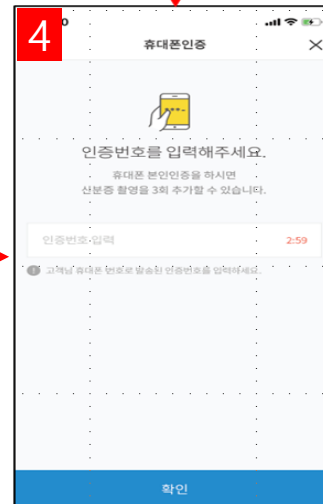 4
휴대폰인증
인증번호를 입력해주세요.
휴대폰 본인인증을 하시면
신분증 촬영을 3회 추가할 수 있습니다.
인증번호 입력
2:59
고객님 휴대폰 번호로 발송된 인증번호를 입력하세요.
확인